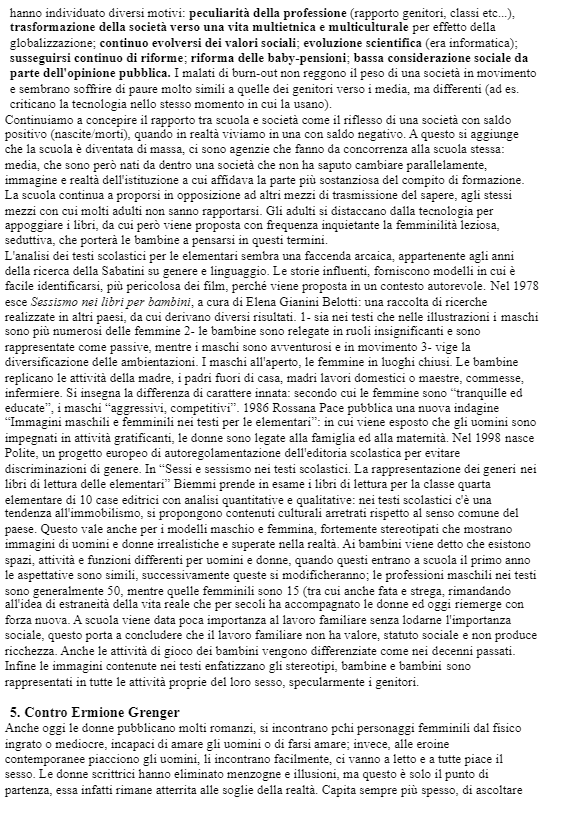 hanno individuato diversi motivi: peculiarità della professione (rapporto genitori, classi etc...),
trasformazione della società verso una vita multietnica e multiculturale per effetto della
globalizzazione; continuo evolversi dei valori sociali; evoluzione scientifica (era informatica);
susseguirsi continuo di riforme; riforma delle baby-pensioni; bassa considerazione sociale da
parte dell'opinione pubblica. I malati di burn-out non reggono il peso di una società in movimento
e sembrano soffrire di paure molto simili a quelle dei genitori verso i media, ma differenti (ad es.
criticano la tecnologia nello stesso momento in cui la usano).
Continuiamo a concepire il rapporto tra scuola e società come il riflesso di una società con saldo
positivo (nascite/morti), quando in realtà viviamo in una con saldo negativo. A questo si aggiunge
che la scuola è diventata di massa, ci sono agenzie che fanno da concorrenza alla scuola stessa:
media, che sono però nati da dentro una società che non ha saputo cambiare parallelamente,
immagine e realtà dell'istituzione a cui affidava la parte più sostanziosa del compito di formazione.
La scuola continua a proporsi in opposizione ad altri mezzi di trasmissione del sapere, agli stessi
mezzi con cui molti adulti non sanno rapportarsi. Gli adulti si distaccano dalla tecnologia per
appoggiare i libri, da cui però viene proposta con frequenza inquietante la femminilità leziosa,
seduttiva, che porterà le bambine a pensarsi in questi termini.
L'analisi dei testi scolastici per le elementari sembra una faccenda arcaica, appartenente agli anni
della ricerca della Sabatini su genere e linguaggio. Le storie influenti, forniscono modelli in cui è
facile identificarsi, più pericolosa dei film, perché viene proposta in un contesto autorevole. Nel 1978
esce Sessismo nei libri per bambini, a cura di Elena Gianini Belotti: una raccolta di ricerche
realizzate in altri paesi, da cui derivano diversi risultati. 1- sia nei testi che nelle illustrazioni i maschi
sono più numerosi delle femmine 2- le bambine sono relegate in ruoli insignificanti e sono
rappresentate come passive, mentre i maschi sono avventurosi e in movimento 3- vige la
diversificazione delle ambientazioni. I maschi all'aperto, le femmine in luoghi chiusi. Le bambine
replicano le attività della madre, i padri fuori di casa, madri lavori domestici o maestre, commesse,
infermiere. Si insegna la differenza di carattere innata: secondo cui le femmine sono “tranquille ed
educate”, i maschi “aggressivi, competitivi”. 1986 Rossana Pace pubblica una nuova indagine
“Immagini maschili e femminili nei testi per le elementari”: in cui viene esposto che gli uomini sono
impegnati in attività gratificanti, le donne sono legate alla famiglia ed alla maternità. Nel 1998 nasce
Polite, un progetto europeo di autoregolamentazione dell'editoria scolastica per evitare
discriminazioni di genere. In “Sessi e sessismo nei testi scolastici. La rappresentazione dei generi nei
libri di lettura delle elementari” Biemmi prende in esame i libri di lettura per la classe quarta
elementare di 10 case editrici con analisi quantitative e qualitative: nei testi scolastici c'è una
tendenza all'immobilismo, si propongono contenuti culturali arretrati rispetto al senso comune del
paese. Questo vale anche per i modelli maschio e femmina, fortemente stereotipati che mostrano
immagini di uomini e donne irrealistiche e superate nella realtà. Ai bambini viene detto che esistono
spazi, attività e funzioni differenti per uomini e donne, quando questi entrano a scuola il primo anno
le aspettative sono simili, successivamente queste si modificheranno; le professioni maschili nei testi
sono generalmente 50, mentre quelle femminili sono 15 (tra cui anche fata e strega, rimandando
all'idea di estraneità della vita reale che per secoli ha accompagnato le donne ed oggi riemerge con
forza nuova. A scuola viene data poca importanza al lavoro familiare senza lodarne l'importanza
sociale, questo porta a concludere che il lavoro familiare non ha valore, statuto sociale e non produce
ricchezza. Anche le attività di gioco dei bambini vengono differenziate come nei decenni passati.
Infine le immagini contenute nei testi enfatizzano gli stereotipi, bambine e bambini sono
rappresentati in tutte le attività proprie del loro sesso, specularmente i genitori.
5. Contro Ermione Grenger
Anche oggi le donne pubblicano molti romanzi, si incontrano pchi personaggi femminili dal fisico
ingrato o mediocre, incapaci di amare gli uomini o di farsi amare; invece, alle eroine
contemporanee piacciono gli uomini, li incontrano facilmente, ci vanno a letto e a tutte piace il
sesso. Le donne scrittrici hanno eliminato menzogne e illusioni, ma questo è solo il punto di
partenza, essa infatti rimane atterrita alle soglie della realtà. Capita sempre più spesso, di ascoltare